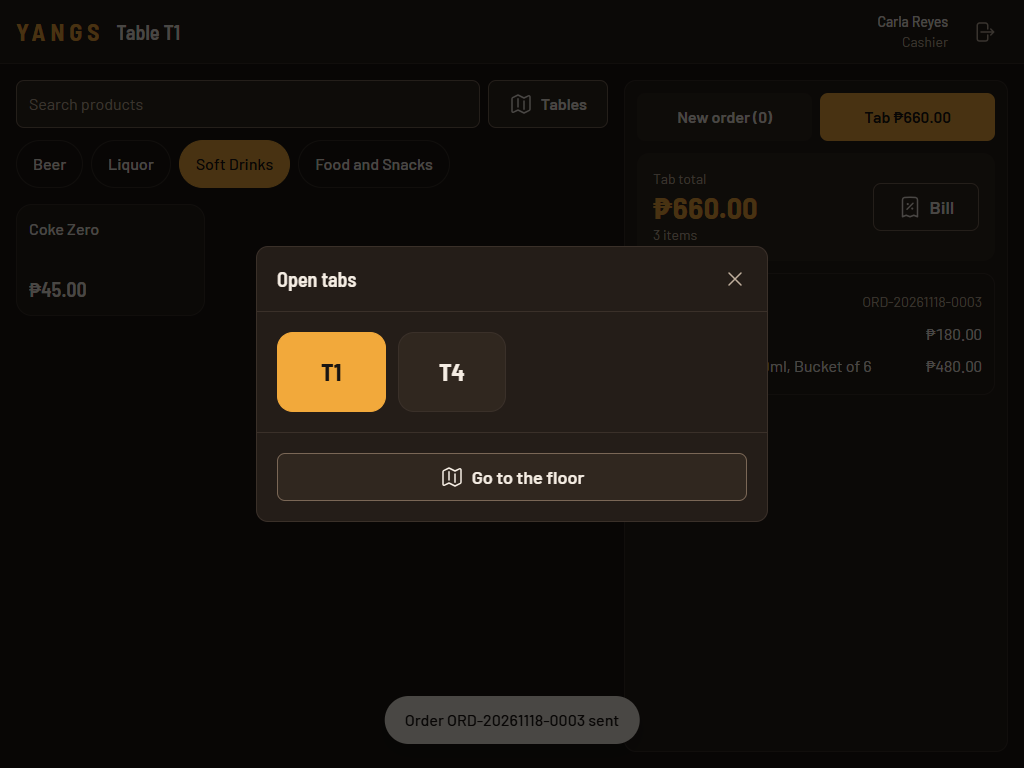 YANGS Table T1
Carla Reyes
Cashier
Search products
Tables
Beer
Liquor
Soft Drinks
Food and Snacks
Coke Zero
₱45.00
New order (0)
Tab ₱660.00
Tab total
₱660.00
3 items
Bill
ORD-20261118-0003
₱180.00
ml, Bucket of 6 ₱480.00
Open tabs
T1
T4
Go to the floor
Order ORD-20261118-0003 sent